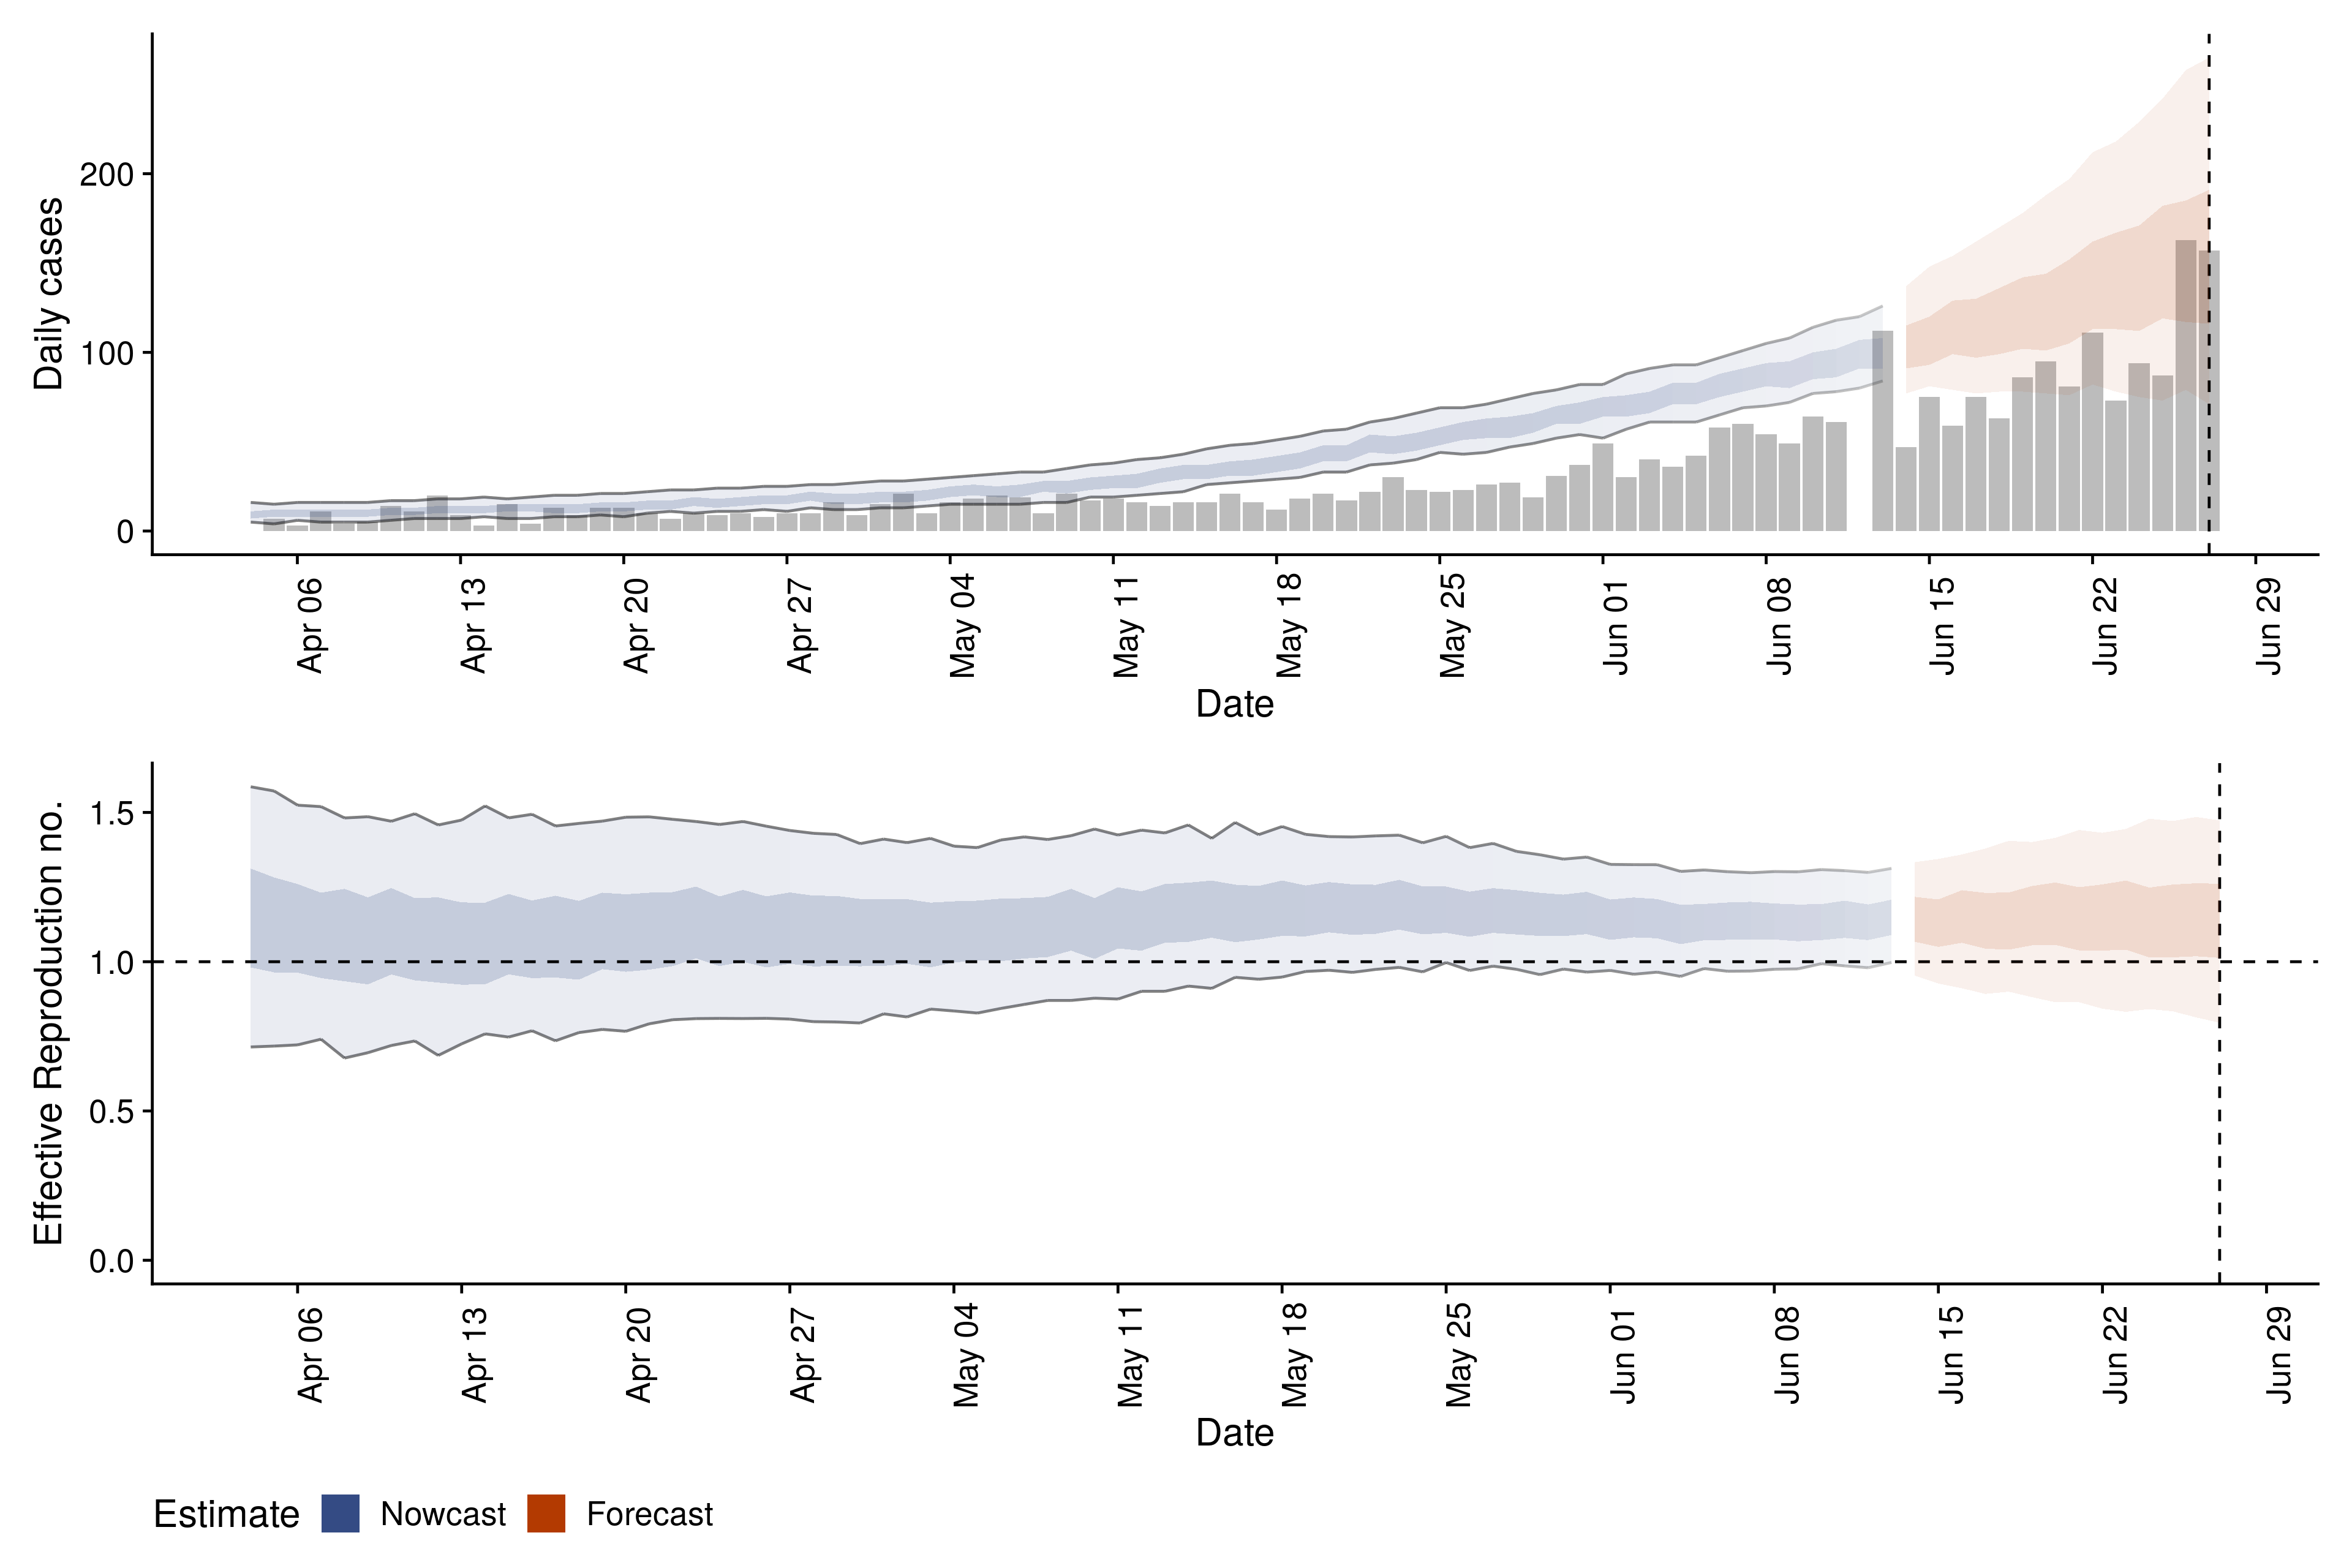 Daily cases
200
100
0
Apr 06
Apr 13
Apr 20
Apr 27
May 04
May 11
May 18
May 25
Jun 01
Jun 08
Jun 15
Jun 22
Jun 29
Date
Effective Reproduction no.
1.5
1.0
0.5
0.0
Apr 06
Apr 13
Apr 20
Apr 27
May 04
May 11
May 18
May 25
Jun 01
Jun 08
Jun 15
Jun 22
Jun 29
Date
Estimate Nowcast Forecast